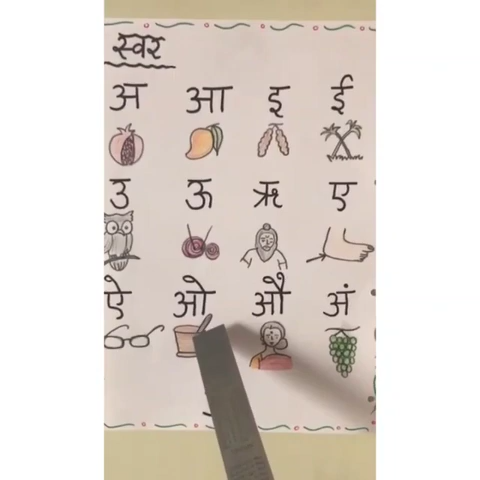 स्वर
अ आ इ ई
उ ऊ ऋ ए
ऐ ओ औ अं